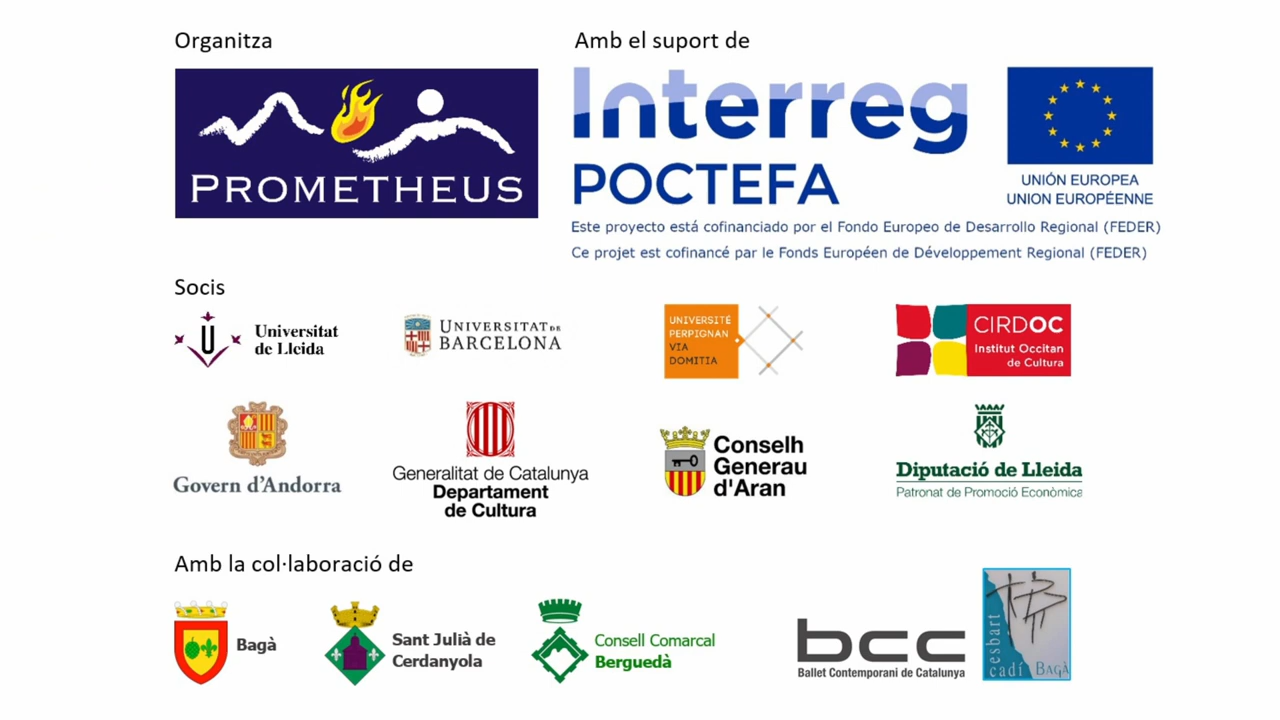 Organitza
Amb el suport de
PROMETHEUS
Interreg
POCTEFA
UNIÓN EUROPEA
UNION EUROPÉENNE
Este proyecto está cofinanciado por el Fondo Europeo de Desarrollo Regional (FEDER)
Ce projet est cofinancé par le Fonds Européen de Développement Regional (FEDER)
Socis
Universitat
de Lleida
UNIVERSITAT DE
BARCELONA
UNIVERSITÉ
PERPIGNAN
VIA
DOMITIA
CIRDOC
Institut Occitan
de Cultura
Govern d'Andorra
Generalitat de Catalunya
Departament
de Cultura
Conselh
Generau
d'Aran
Diputació de Lleida
Patronat de Promoció Econòmica
Amb la col·laboració de
Bagà
Sant Julià de
Cerdanyola
Consell Comarcal
Berguedà
bcc
Ballet Contemporani de Catalunya
esbart
cadí
BAGÀ